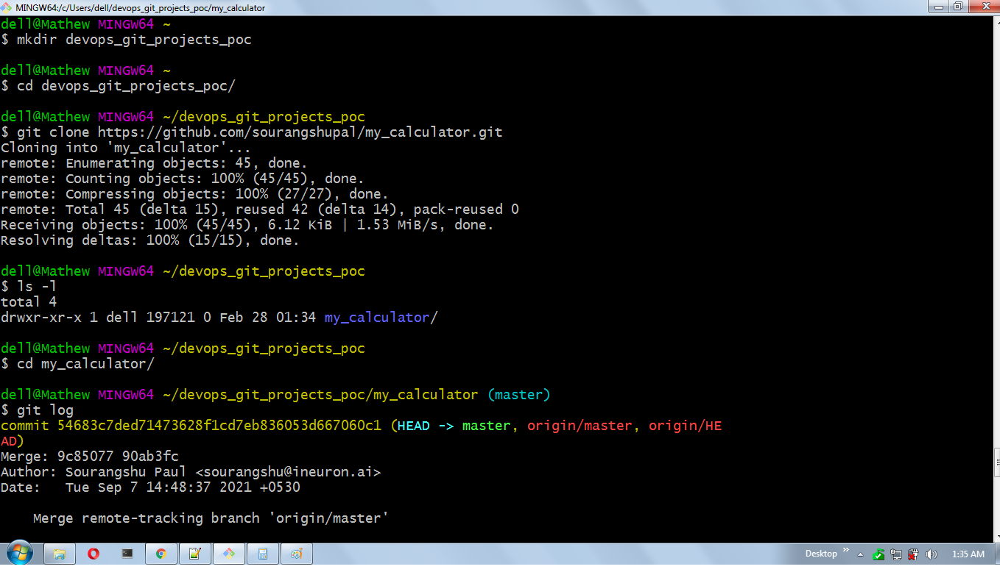 MINGW64:/c/Users/dell/devops_git_projects_poc/my_calculator
dell@Mathew MINGW64 ~
$ mkdir devops_git_projects_poc
dell@Mathew MINGW64 ~
$ cd devops_git_projects_poc/
dell@Mathew MINGW64 ~/devops_git_projects_poc
$ git clone https://github.com/sourangshupal/my_calculator.git
Cloning into 'my_calculator'...
remote: Enumerating objects: 45, done.
remote: Counting objects: 100% (45/45), done.
remote: Compressing objects: 100% (27/27), done.
remote: Total 45 (delta 15), reused 42 (delta 14), pack-reused 0
Receiving objects: 100% (45/45), 6.12 KiB | 1.53 MiB/s, done.
Resolving deltas: 100% (15/15), done.
dell@Mathew MINGW64 ~/devops_git_projects_poc
$ ls -l
total 4
drwxr-xr-x 1 dell 197121 0 Feb 28 01:34 my_calculator/
dell@Mathew MINGW64 ~/devops_git_projects_poc
$ cd my_calculator/
dell@Mathew MINGW64 ~/devops_git_projects_poc/my_calculator (master)
$ git log
commit 54683c7ded71473628f1cd7eb836053d667060c1 (HEAD -> master, origin/master, origin/HE
AD)
Merge: 9c85077 90ab3fc
Author: Sourangshu Paul <sourangshu@ineuron.ai>
Date:   Tue Sep 7 14:48:37 2021 +0530
    Merge remote-tracking branch 'origin/master'
Desktop
1:35 AM